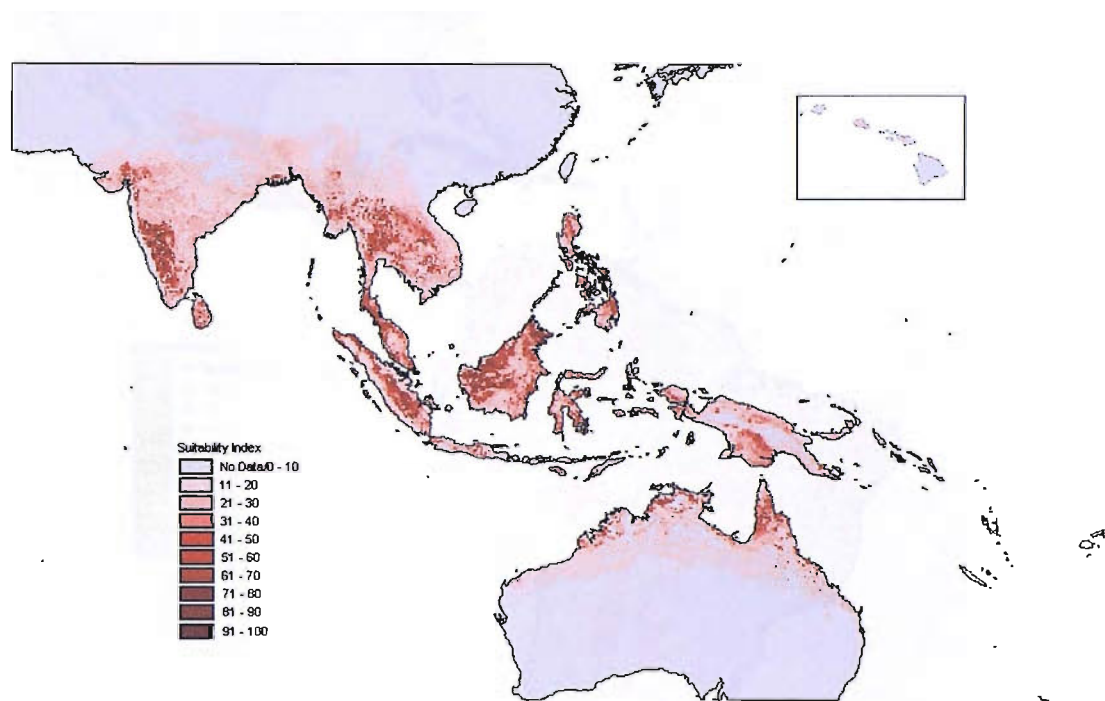 Suitability Index
No Data/0 - 10
11 - 20
21 - 30
31 - 40
41 - 50
51 - 60
61 - 70
71 - 80
81 - 90
91 - 100